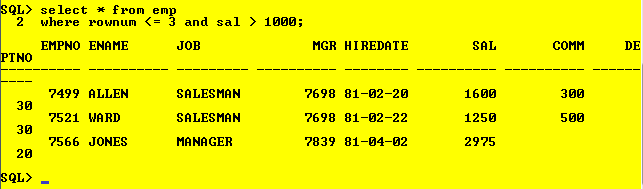 SQL> select * from emp
  2  where rownum <= 3 and sal > 1000;
     EMPNO ENAME      JOB              MGR HIREDATE        SAL       COMM     DE
PTNO
---------- ---------- --------- ---------- -------- ---------- ---------- ------
----
      7499 ALLEN      SALESMAN        7698 81-02-20       1600        300
  30
      7521 WARD       SALESMAN        7698 81-02-22       1250        500
  30
      7566 JONES      MANAGER         7839 81-04-02       2975
  20
SQL> _